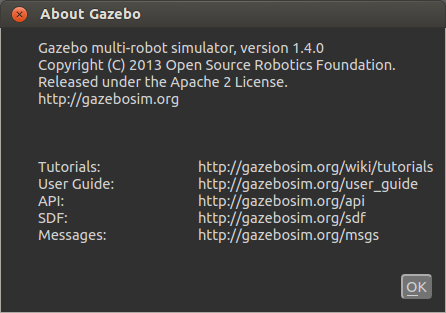 About Gazebo
Gazebo multi-robot simulator, version 1.4.0
Copyright (C) 2013 Open Source Robotics Foundation.
Released under the Apache 2 License.
http://gazebosim.org
Tutorials: http://gazebosim.org/wiki/tutorials
User Guide: http://gazebosim.org/user_guide
API: http://gazebosim.org/api
SDF: http://gazebosim.org/sdf
Messages: http://gazebosim.org/msgs
OK